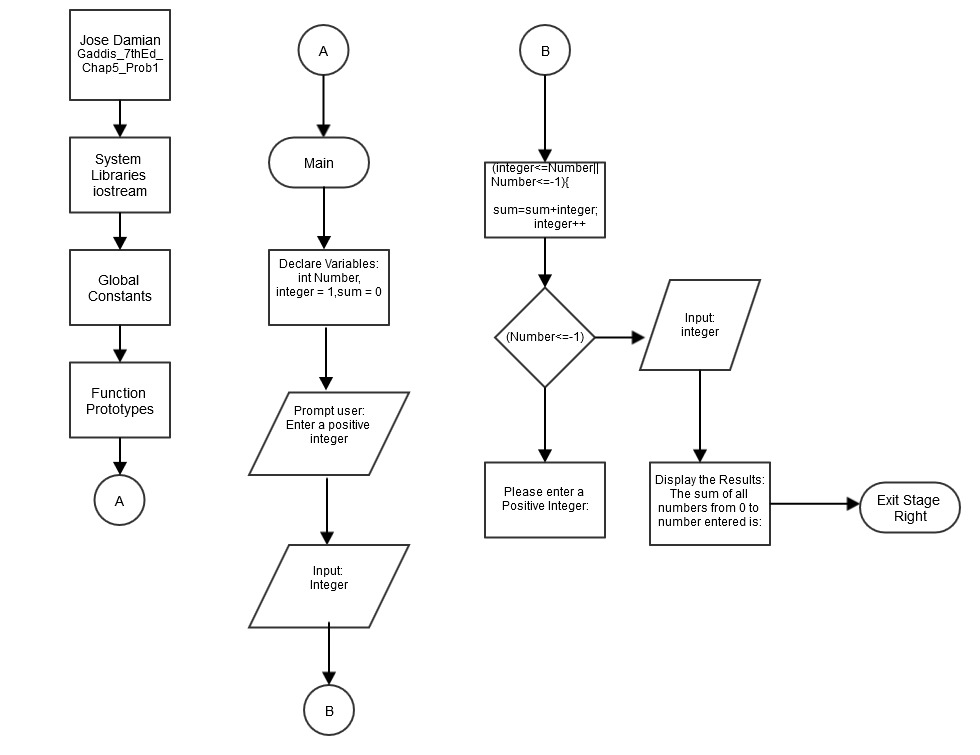 Jose Damian
Gaddis_7thEd_
Chap5_Prob1
System
Libraries
iostream
Global
Constants
Function
Prototypes
A
A
Main
Declare Variables:
int Number,
integer = 1,sum = 0
Prompt user:
Enter a positive
integer
Input:
Integer
B
B
(integer<=Number||
Number<=-1){
sum=sum+integer;
integer++
(Number<=-1)
Input:
integer
Please enter a
Positive Integer:
Display the Results:
The sum of all
numbers from 0 to
number entered is:
Exit Stage
Right